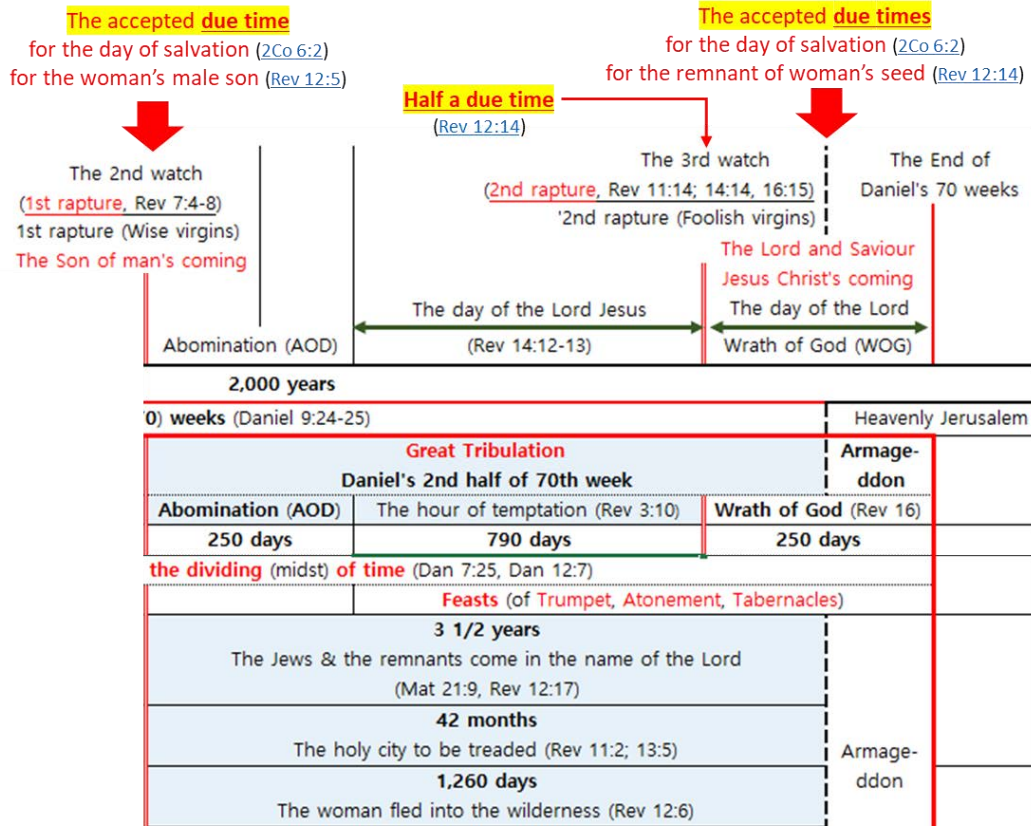 The accepted due time
for the day of salvation (2Co 6:2)
for the woman's male son (Rev 12:5)
The accepted due times
for the day of salvation (2Co 6:2)
for the remnant of woman's seed (Rev 12:14)
Half a due time
(Rev 12:14)
The 2nd watch
(1st rapture, Rev 7:4-8)
1st rapture (Wise virgins)
The Son of man's coming
The 3rd watch
(2nd rapture, Rev 11:14; 14:14, 16:15)
'2nd rapture (Foolish virgins)
The End of
Daniel's 70 weeks
The Lord and Saviour
Jesus Christ's coming
Abomination (AOD)
The day of the Lord Jesus
(Rev 14:12-13)
The day of the Lord
Wrath of God (WOG)
2,000 years
0) weeks (Daniel 9:24-25)
Heavenly Jerusalem
Great Tribulation
Daniel's 2nd half of 70th week
Armage-
ddon
Abomination (AOD)
The hour of temptation (Rev 3:10)
Wrath of God (Rev 16)
250 days
790 days
250 days
the dividing (midst) of time (Dan 7:25, Dan 12:7)
Feasts (of Trumpet, Atonement, Tabernacles)
3 1/2 years
The Jews & the remnants come in the name of the Lord
(Mat 21:9, Rev 12:17)
42 months
The holy city to be treaded (Rev 11:2; 13:5)
1,260 days
The woman fled into the wilderness (Rev 12:6)
Armage-
ddon